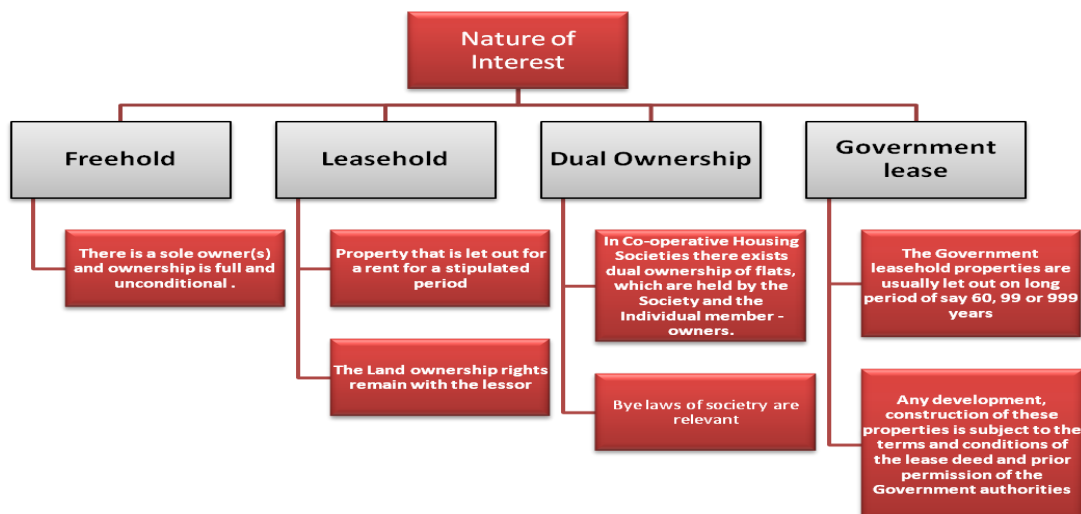 Nature of
Interest
Freehold
There is a sole owner(s)
and ownership is full and
unconditional .
Leasehold
Property that is let out for
a rent for a stipulated
period
The Land ownership rights
remain with the lessor
Dual Ownership
In Co-operative Housing
Societies there exists
dual ownership of flats,
which are held by the
Society and the
Individual member -
owners.
Bye laws of societry are
relevant
Government
lease
The Government
leasehold properties are
usually let out on long
period of say 60, 99 or 999
years
Any development,
construction of these
properties is subject to the
terms and conditions of
the lease deed and prior
permission of the
Government authorities